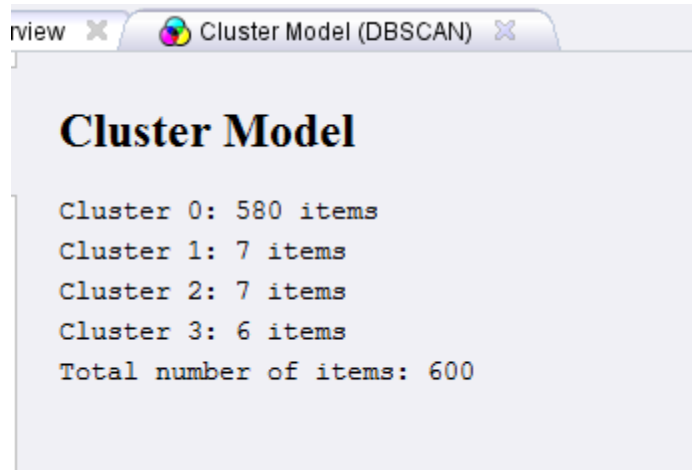 rview Cluster Model (DBSCAN)
Cluster Model
Cluster 0: 580 items
Cluster 1: 7 items
Cluster 2: 7 items
Cluster 3: 6 items
Total number of items: 600